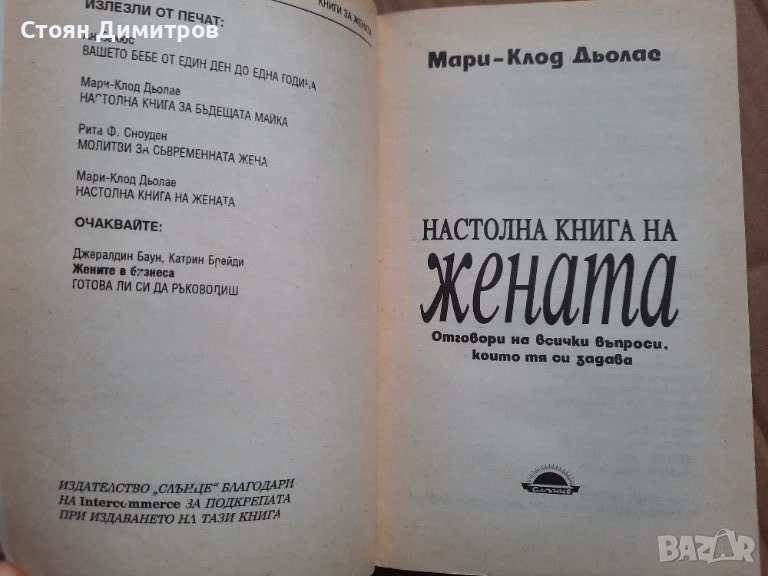 КНИГИ ЗА ЖЕНАТА
ИЗЛЕЗЛИ ОТ ПЕЧАТ:
Стоян Димитров
ВАШЕТО БЕБЕ ОТ ЕДИН ДЕН ДО ЕДНА ГОДИНА
Мари-Клод Дьолае
НАСТОЛНА КНИГА ЗА БЪДЕЩАТА МАЙКА
Рита Ф. Сноуден
МОЛИТВИ ЗА СЪВРЕМЕННАТА ЖЕНА
Мари-Клод Дьолае
НАСТОЛНА КНИГА НА ЖЕНАТА
ОЧАКВАЙТЕ:
Джералдин Баун, Катрин Брейди
Жените в бизнеса
ГОТОВА ЛИ СИ ДА РЪКОВОДИШ
ИЗДАТЕЛСТВО „СЛЪНЦЕ" БЛАГОДАРИ
НА Intercommerce ЗА ПОДКРЕПАТА
ПРИ ИЗДАВАНЕТО НА ТАЗИ КНИГА
Мари-Клод Дьолае
НАСТОЛНА КНИГА НА
жената
Отговори на всички въпроси,
които тя си задава
СЛЪНЦЕ
BAZAR